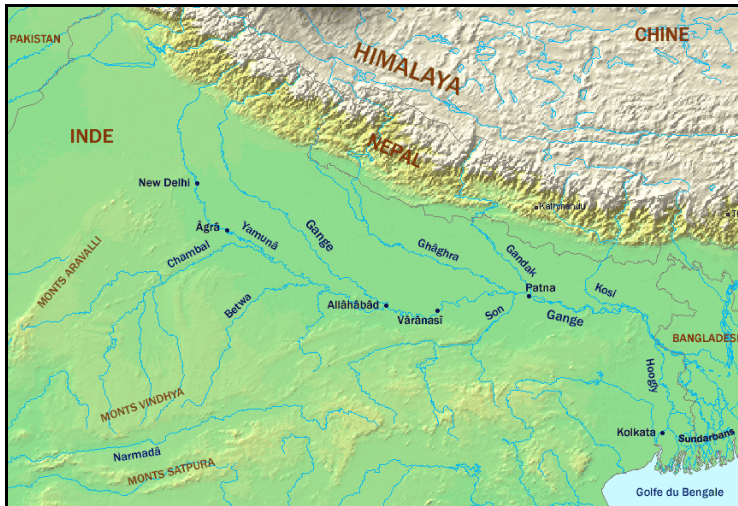 PAKISTAN
CHINE
HIMALAYA
INDE
NEPAL
New Delhi
Kathmandu
Âgrâ
Yamunâ
Gange
Chambal
Ghâghra
Gandak
MONTS ARAVALLI
Kosi
Patna
Betwa
Allâhâbâd
Vârânasî
Son
Gange
BANGLADESH
Hoogly
MONTS VINDHYA
Kolkata
Sundarbans
Narmadâ
MONTS SATPURA
Golfe du Bengale